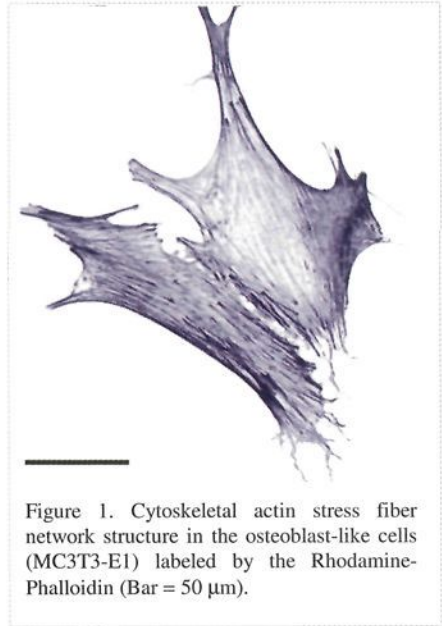 Figure 1. Cytoskeletal actin stress fiber
network structure in the osteoblast-like cells
(MC3T3-E1) labeled by the Rhodamine-
Phalloidin (Bar = 50 μm).